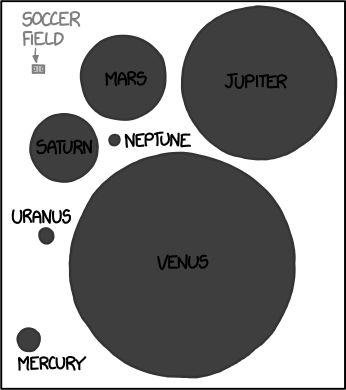 SOCCER
FIELD
MARS
JUPITER
SATURN
NEPTUNE
URANUS
VENUS
MERCURY